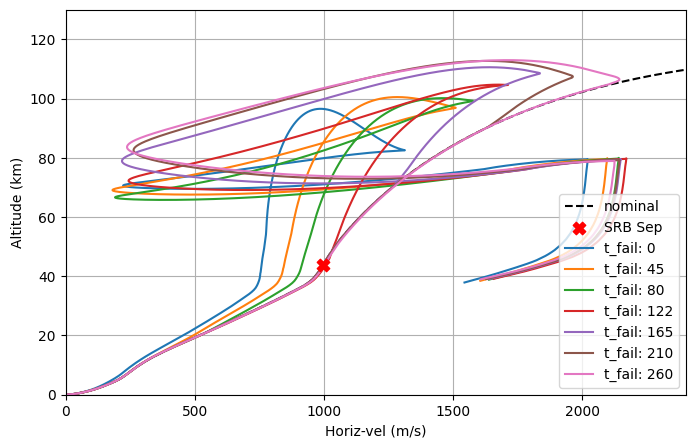 120
100
80
60
40
20
0
Altitude (km)
nominal
SRB Sep
t_fail: 0
t_fail: 45
t_fail: 80
t_fail: 122
t_fail: 165
t_fail: 210
t_fail: 260
0 500 1000 1500 2000
Horiz-vel (m/s)